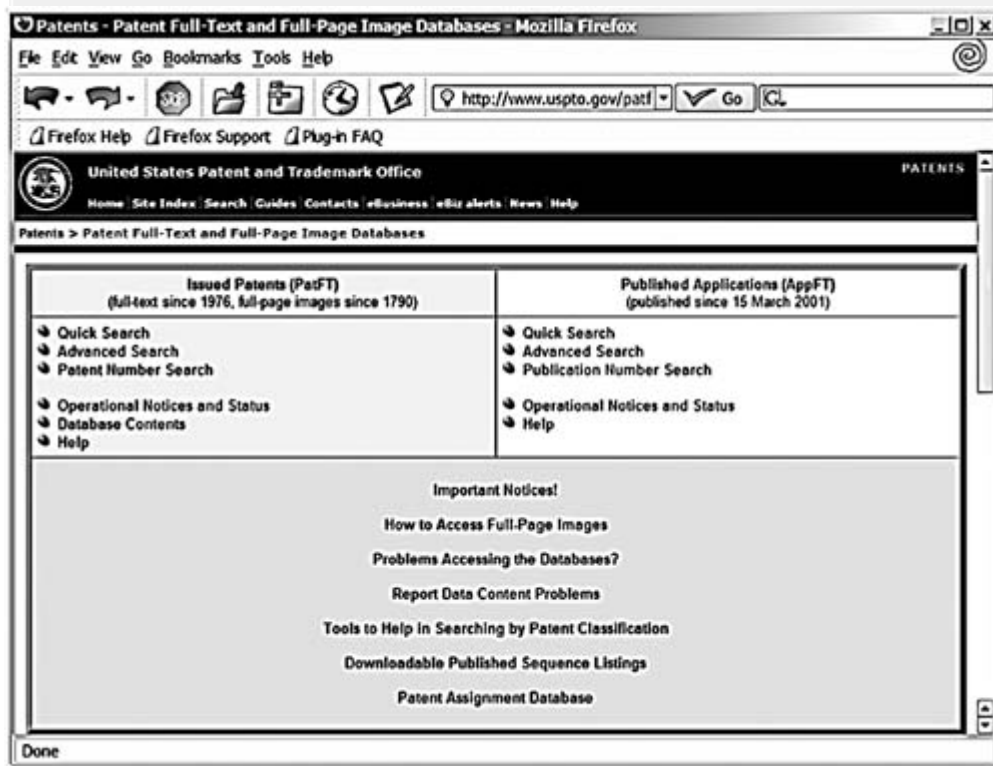 Patents - Patent Full-Text and Full-Page Image Databases - Mozilla Firefox
File Edit View Go Bookmarks Tools Help
http://www.uspto.gov/patf Go
Firefox Help Firefox Support Plug-in FAQ
United States Patent and Trademark Office PATENTS
Home Site Index Search Guides Contacts eBusiness eBiz alerts News Help
Patents > Patent Full-Text and Full-Page Image Databases
Issued Patents (PatFT)
(full-text since 1976, full-page images since 1790)
Quick Search
Advanced Search
Patent Number Search
Operational Notices and Status
Database Contents
Help
Published Applications (AppFT)
(published since 15 March 2001)
Quick Search
Advanced Search
Publication Number Search
Operational Notices and Status
Help
Important Notices!
How to Access Full-Page Images
Problems Accessing the Databases?
Report Data Content Problems
Tools to Help in Searching by Patent Classification
Downloadable Published Sequence Listings
Patent Assignment Database
Done